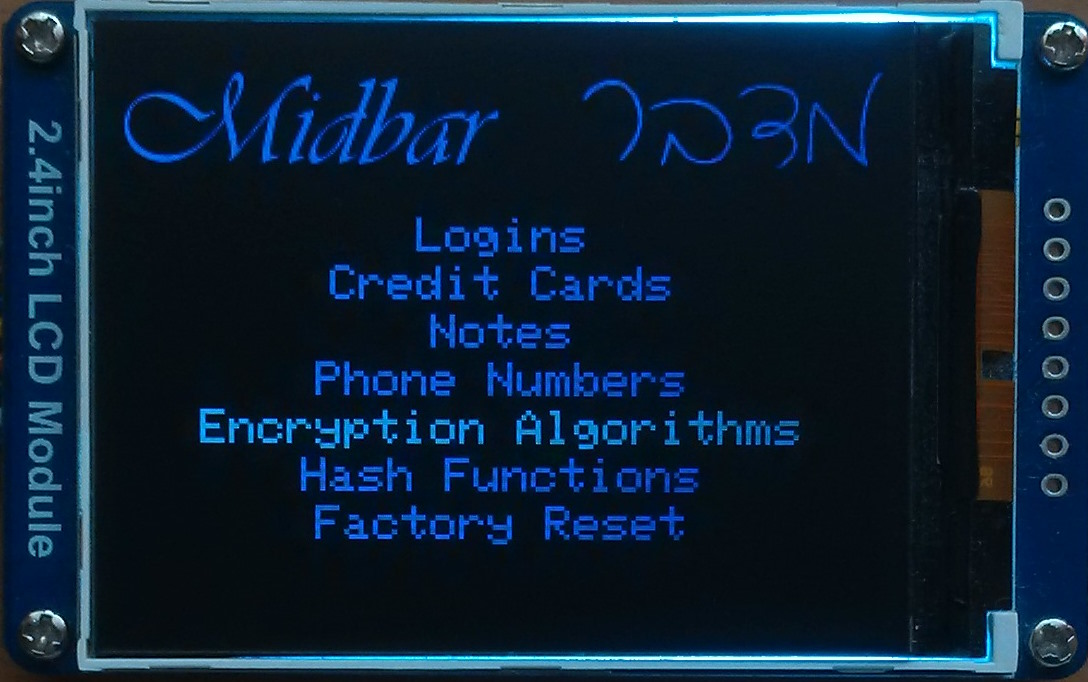 Midbar מדבר
Logins
Credit Cards
Notes
Phone Numbers
Encryption Algorithms
Hash Functions
Factory Reset
2.4inch LCD Module